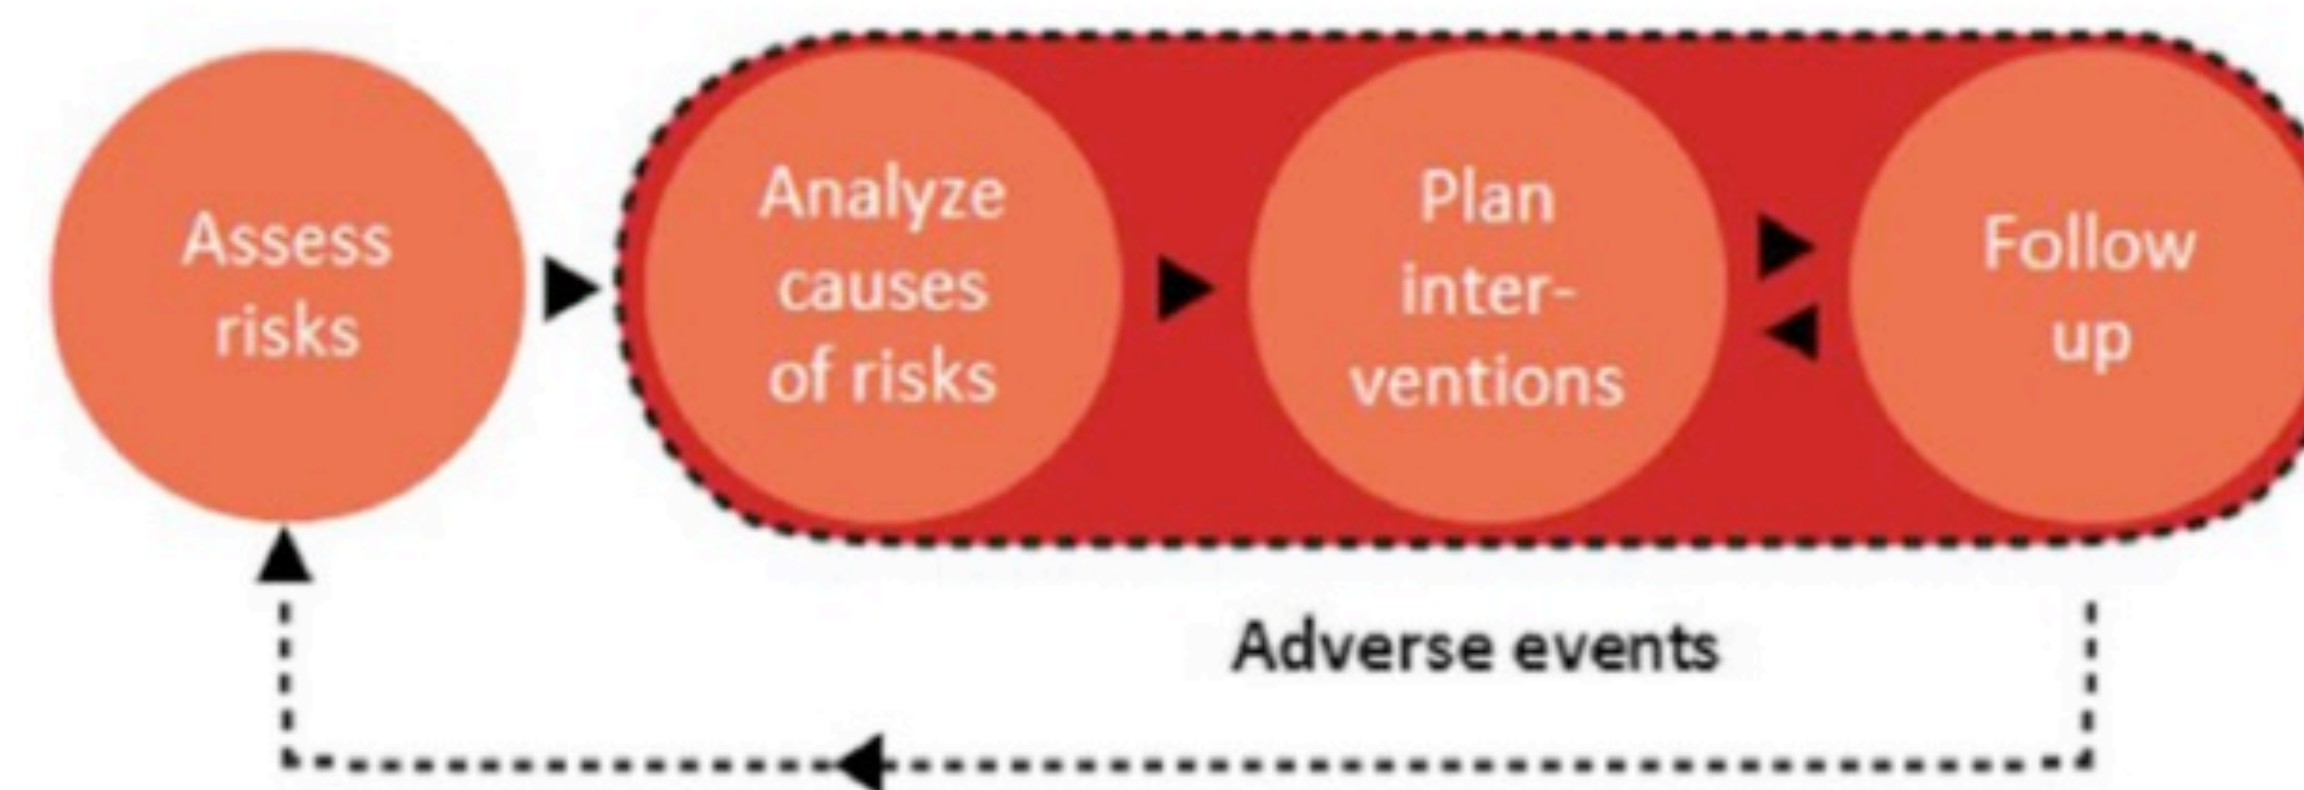 Assess
risks
Analyze
causes
of risks
Plan
inter-
ventions
Follow
up
Adverse events